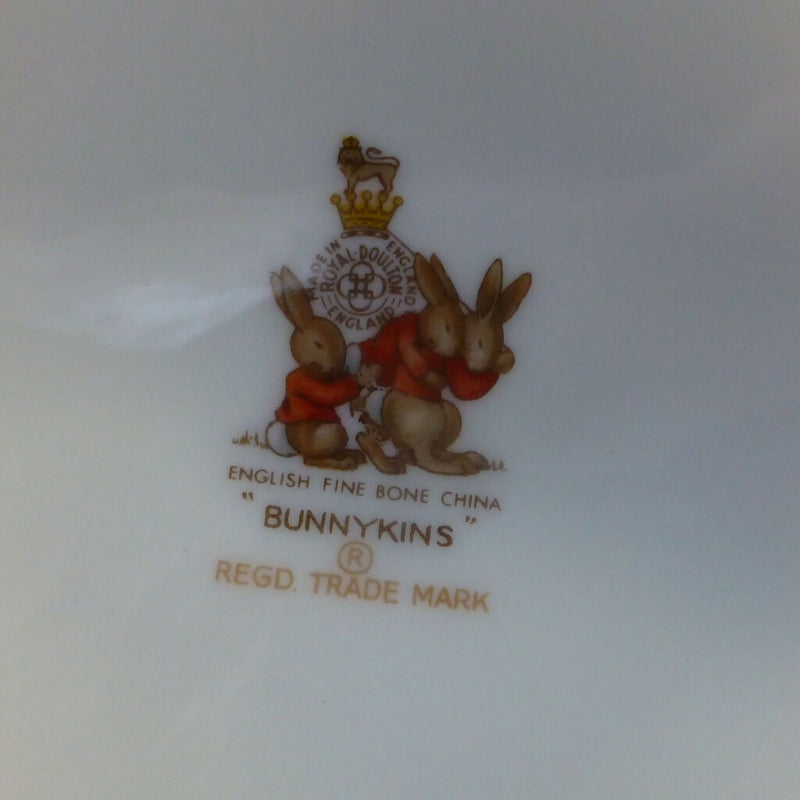 MADE IN ENGLAND
ROYAL·DOULTON
ENGLAND
ENGLISH FINE BONE CHINA
"BUNNYKINS"
®
REGD. TRADE MARK